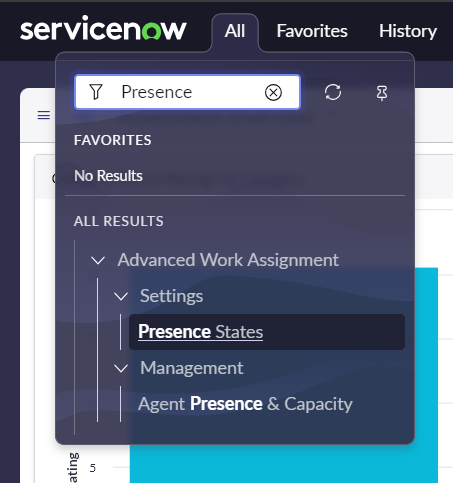 servicenow All Favorites History
Presence
FAVORITES
No Results
ALL RESULTS
Advanced Work Assignment
Settings
Presence States
Management
Agent Presence & Capacity
5